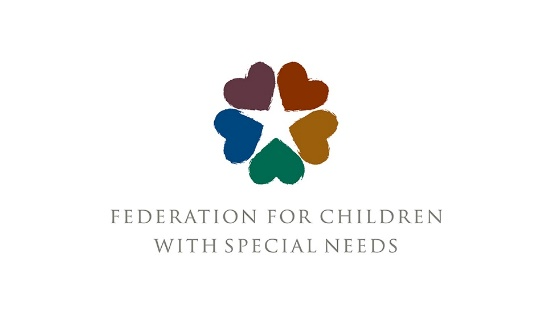 FEDERATION FOR CHILDREN
WITH SPECIAL NEEDS